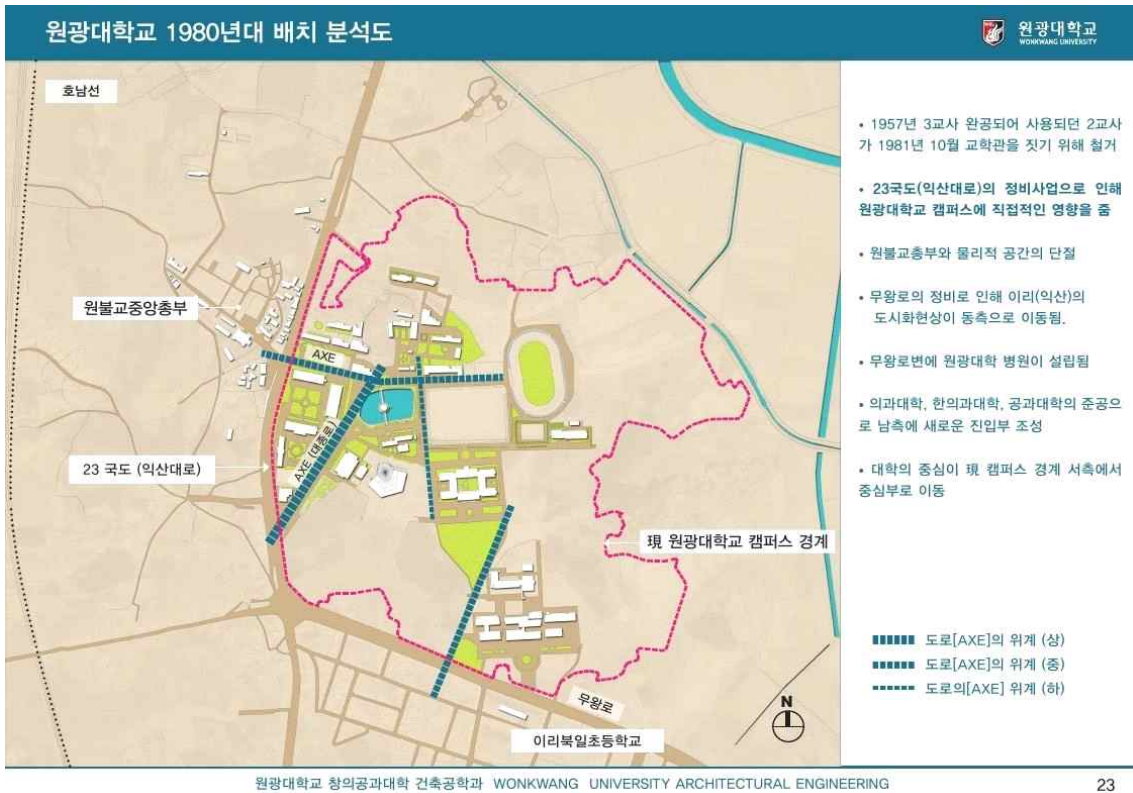 원광대학교 1980년대 배치 분석도
원광대학교
WONKWANG UNIVERSITY
호남선
원불교중앙총부
AXE
AXE (대종로)
23 국도 (익산대로)
現 원광대학교 캠퍼스 경계
무왕로
이리북일초등학교
N
• 1957년 3교사 완공되어 사용되던 2교사
가 1981년 10월 교학관을 짓기 위해 철거
• 23국도(익산대로)의 정비사업으로 인해
원광대학교 캠퍼스에 직접적인 영향을 줌
• 원불교총부와 물리적 공간의 단절
• 무왕로의 정비로 인해 이리(익산)의
도시화현상이 동측으로 이동됨.
• 무왕로변에 원광대학 병원이 설립됨
• 의과대학, 한의과대학, 공과대학의 준공으
로 남측에 새로운 진입부 조성
• 대학의 중심이 現 캠퍼스 경계 서측에서
중심부로 이동
도로[AXE]의 위계 (상)
도로[AXE]의 위계 (중)
도로의[AXE] 위계 (하)
원광대학교 창의공과대학 건축공학과 WONKWANG UNIVERSITY ARCHITECTURAL ENGINEERING
23